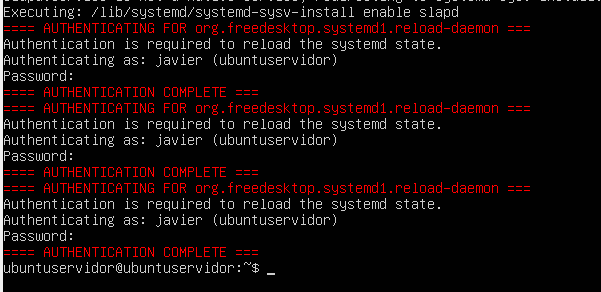 Executing: /lib/systemd/systemd-sysv-install enable slapd
==== AUTHENTICATING FOR org.freedesktop.systemd1.reload-daemon ===
Authentication is required to reload the systemd state.
Authenticating as: javier (ubuntuservidor)
Password:
==== AUTHENTICATION COMPLETE ===
==== AUTHENTICATING FOR org.freedesktop.systemd1.reload-daemon ===
Authentication is required to reload the systemd state.
Authenticating as: javier (ubuntuservidor)
Password:
==== AUTHENTICATION COMPLETE ===
==== AUTHENTICATING FOR org.freedesktop.systemd1.reload-daemon ===
Authentication is required to reload the systemd state.
Authenticating as: javier (ubuntuservidor)
Password:
==== AUTHENTICATION COMPLETE ===
ubuntuservidor@ubuntuservidor:~$ _